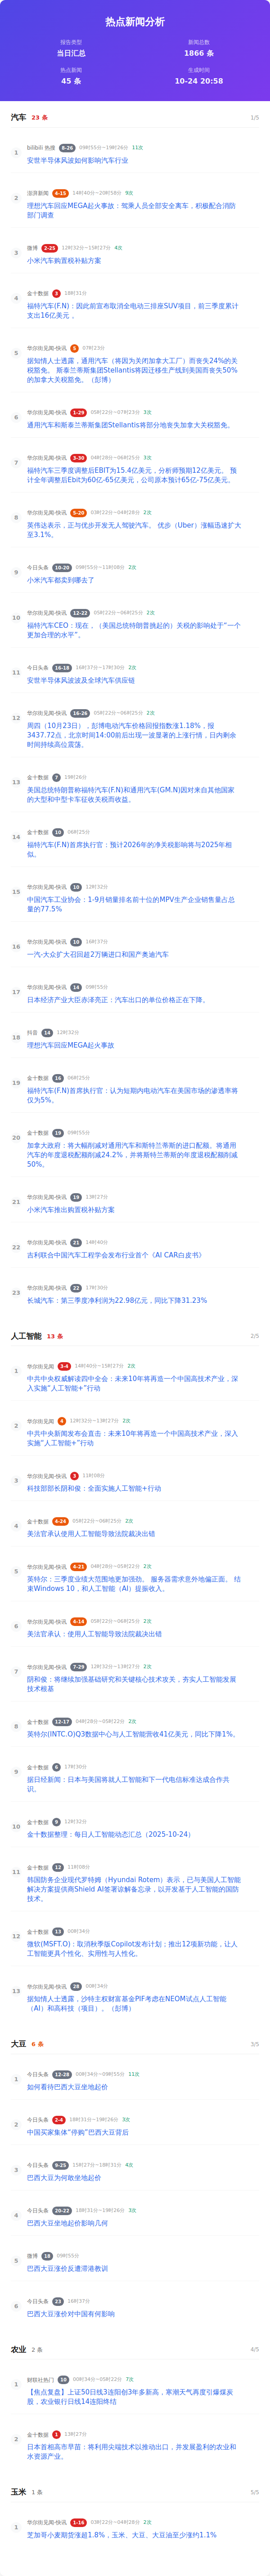 热点新闻分析
报告类型
新闻总数
当日汇总
1866 条
热点新闻
生成时间
45 条
10-24 20:58
汽车 23 条 1/5
1
bilibili 热搜 8-26 09时55分~19时26分 11次
安世半导体风波如何影响汽车行业
2
澎湃新闻 4-15 14时40分~20时58分 9次
理想汽车回应MEGA起火事故：驾乘人员全部安全离车，积极配合消防
部门调查
3
微博 2-25 12时32分~15时27分 4次
小米汽车购置税补贴方案
4
金十数据 3 18时31分
福特汽车(F.N)：因此前宣布取消全电动三排座SUV项目，前三季度累计
支出16亿美元 。
5
华尔街见闻-快讯 5 07时23分
据知情人士透露，通用汽车（将因为关闭加拿大工厂）而丧失24%的关
税豁免。 斯泰兰蒂斯集团Stellantis将因迁移生产线到美国而丧失50%
的加拿大关税豁免。（彭博）
6
华尔街见闻-快讯 1-29 05时22分~07时23分 3次
通用汽车和斯泰兰蒂斯集团Stellantis将部分地丧失加拿大关税豁免。
7
华尔街见闻-快讯 3-30 04时28分~06时25分 3次
福特汽车三季度调整后EBIT为15.4亿美元，分析师预期12亿美元。 预
计全年调整后Ebit为60亿-65亿美元，公司原本预计65亿-75亿美元。
8
华尔街见闻-快讯 5-20 03时22分~04时28分 2次
英伟达表示，正与优步开发无人驾驶汽车。 优步（Uber）涨幅迅速扩大
至3.1%。
9
今日头条 10-20 09时55分~11时08分 2次
小米汽车都卖到哪去了
10
华尔街见闻-快讯 12-22 05时22分~06时25分 2次
福特汽车CEO：现在，（美国总统特朗普挑起的）关税的影响处于“一个
更加合理的水平”。
11
今日头条 16-18 16时37分~17时30分 2次
安世半导体风波波及全球汽车供应链
12
华尔街见闻-快讯 16-26 05时22分~06时25分 2次
周四（10月23日），彭博电动汽车价格回报指数涨1.18%，报
3437.72点，北京时间14:00前后出现一波显著的上涨行情，日内剩余
时间持续高位震荡。
13
金十数据 7 19时26分
美国总统特朗普称福特汽车(F.N)和通用汽车(GM.N)因对来自其他国家
的大型和中型卡车征收关税而收益。
14
金十数据 10 06时25分
福特汽车(F.N)首席执行官：预计2026年的净关税影响将与2025年相
似。
15
华尔街见闻-快讯 10 12时32分
中国汽车工业协会：1-9月销量排名前十位的MPV生产企业销售量占总
量的77.5%
16
华尔街见闻-快讯 10 16时37分
一汽-大众扩大召回超2万辆进口和国产奥迪汽车
17
华尔街见闻-快讯 14 09时55分
日本经济产业大臣赤泽亮正：汽车出口的单位价格正在下降。
18
抖音 14 12时32分
理想汽车回应MEGA起火事故
19
金十数据 16 06时25分
福特汽车(F.N)首席执行官：认为短期内电动汽车在美国市场的渗透率将
仅为5%。
20
金十数据 19 09时55分
加拿大政府：将大幅削减对通用汽车和斯特兰蒂斯的进口配额。将通用
汽车的年度退税配额削减24.2%，并将斯特兰蒂斯的年度退税配额削减
50%。
21
华尔街见闻-快讯 19 13时27分
小米汽车推出购置税补贴方案
22
华尔街见闻-快讯 21 14时40分
吉利联合中国汽车工程学会发布行业首个《AI CAR白皮书》
23
华尔街见闻-快讯 22 17时30分
长城汽车：第三季度净利润为22.98亿元，同比下降31.23%
人工智能 13 条 2/5
1
华尔街见闻 3-4 14时40分~15时27分 2次
中共中央权威解读四中全会：未来10年将再造一个中国高技术产业，深
入实施“人工智能+”行动
2
华尔街见闻 4 12时32分~13时27分 2次
中共中央新闻发布会直击：未来10年将再造一个中国高技术产业，深入
实施“人工智能+”行动
3
华尔街见闻-快讯 3 11时08分
科技部部长阴和俊：全面实施人工智能+行动
4
金十数据 4-24 05时22分~06时25分 2次
美法官承认使用人工智能导致法院裁决出错
5
华尔街见闻-快讯 4-21 04时28分~05时22分 2次
英特尔：三季度业绩大范围地更加强劲。 服务器需求意外地偏正面。 结
束Windows 10，和人工智能（AI）提振收入。
6
华尔街见闻-快讯 4-14 05时22分~06时25分 2次
美法官承认：使用人工智能导致法院裁决出错
7
华尔街见闻-快讯 7-29 12时32分~13时27分 2次
阴和俊：将继续加强基础研究和关键核心技术攻关，夯实人工智能发展
技术根基
8
金十数据 12-17 04时28分~05时22分 2次
英特尔(INTC.O)Q3数据中心与人工智能营收41亿美元，同比下降1%。
9
金十数据 6 17时30分
据日经新闻：日本与美国将就人工智能和下一代电信标准达成合作共
识。
10
金十数据 9 12时32分
金十数据整理：每日人工智能动态汇总（2025-10-24）
11
金十数据 12 11时08分
韩国防务企业现代罗特姆（Hyundai Rotem）表示，已与美国人工智能
解决方案提供商Shield AI签署谅解备忘录，以开发基于人工智能的国防
技术。
12
金十数据 13 00时34分
微软(MSFT.O)：取消秋季版Copilot发布计划；推出12项新功能，让人
工智能更具个性化、实用性与人性化。
13
华尔街见闻-快讯 28 00时34分
据知情人士透露，沙特主权财富基金PIF考虑在NEOM试点人工智能
（AI）和高科技（项目）。（彭博）
大豆 6 条 3/5
1
今日头条 12-28 00时34分~09时55分 11次
如何看待巴西大豆坐地起价
2
今日头条 2-4 18时31分~19时26分 3次
中国买家集体“停购”巴西大豆背后
3
今日头条 9-25 15时27分~18时31分 4次
巴西大豆为何敢坐地起价
4
今日头条 20-22 18时31分~19时26分 3次
巴西大豆坐地起价影响几何
5
微博 18 09时55分
巴西大豆涨价反遭滞港教训
6
今日头条 23 16时37分
巴西大豆涨价对中国有何影响
农业 2 条 4/5
1
财联社热门 10 00时34分~05时22分 7次
【焦点复盘】上证50日线3连阳创3年多新高，寒潮天气再度引爆煤炭
股，农业银行日线14连阳终结
2
金十数据 1 13时27分
日本首相高市早苗：将利用尖端技术以推动出口，并发展盈利的农业和
水资源产业。
玉米 1 条 5/5
1
华尔街见闻-快讯 1-16 03时22分~04时28分 2次
芝加哥小麦期货涨超1.8%，玉米、大豆、大豆油至少涨约1.1%